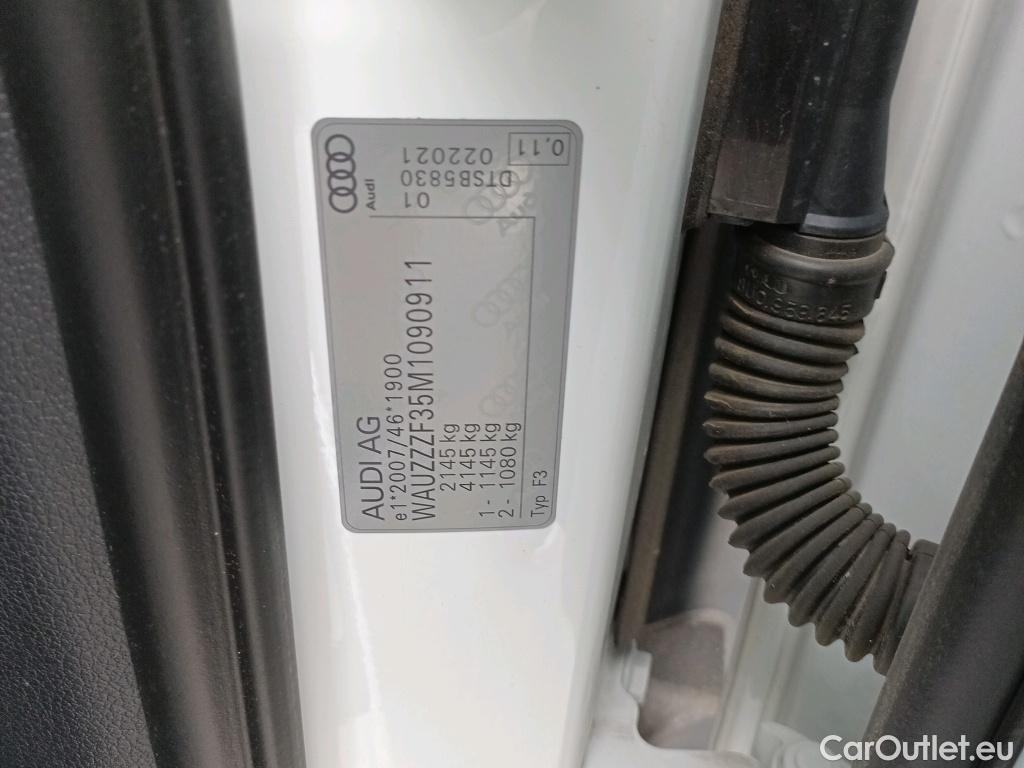 AUDI AG
e1*2007/46*1900
WAUZZZF35M1090911
2145 kg
4145 kg
1- 1145 kg
2- 1080 kg
Typ F3
Audi
01
022021
DTSB5830
0.11
CarOutlet.eu